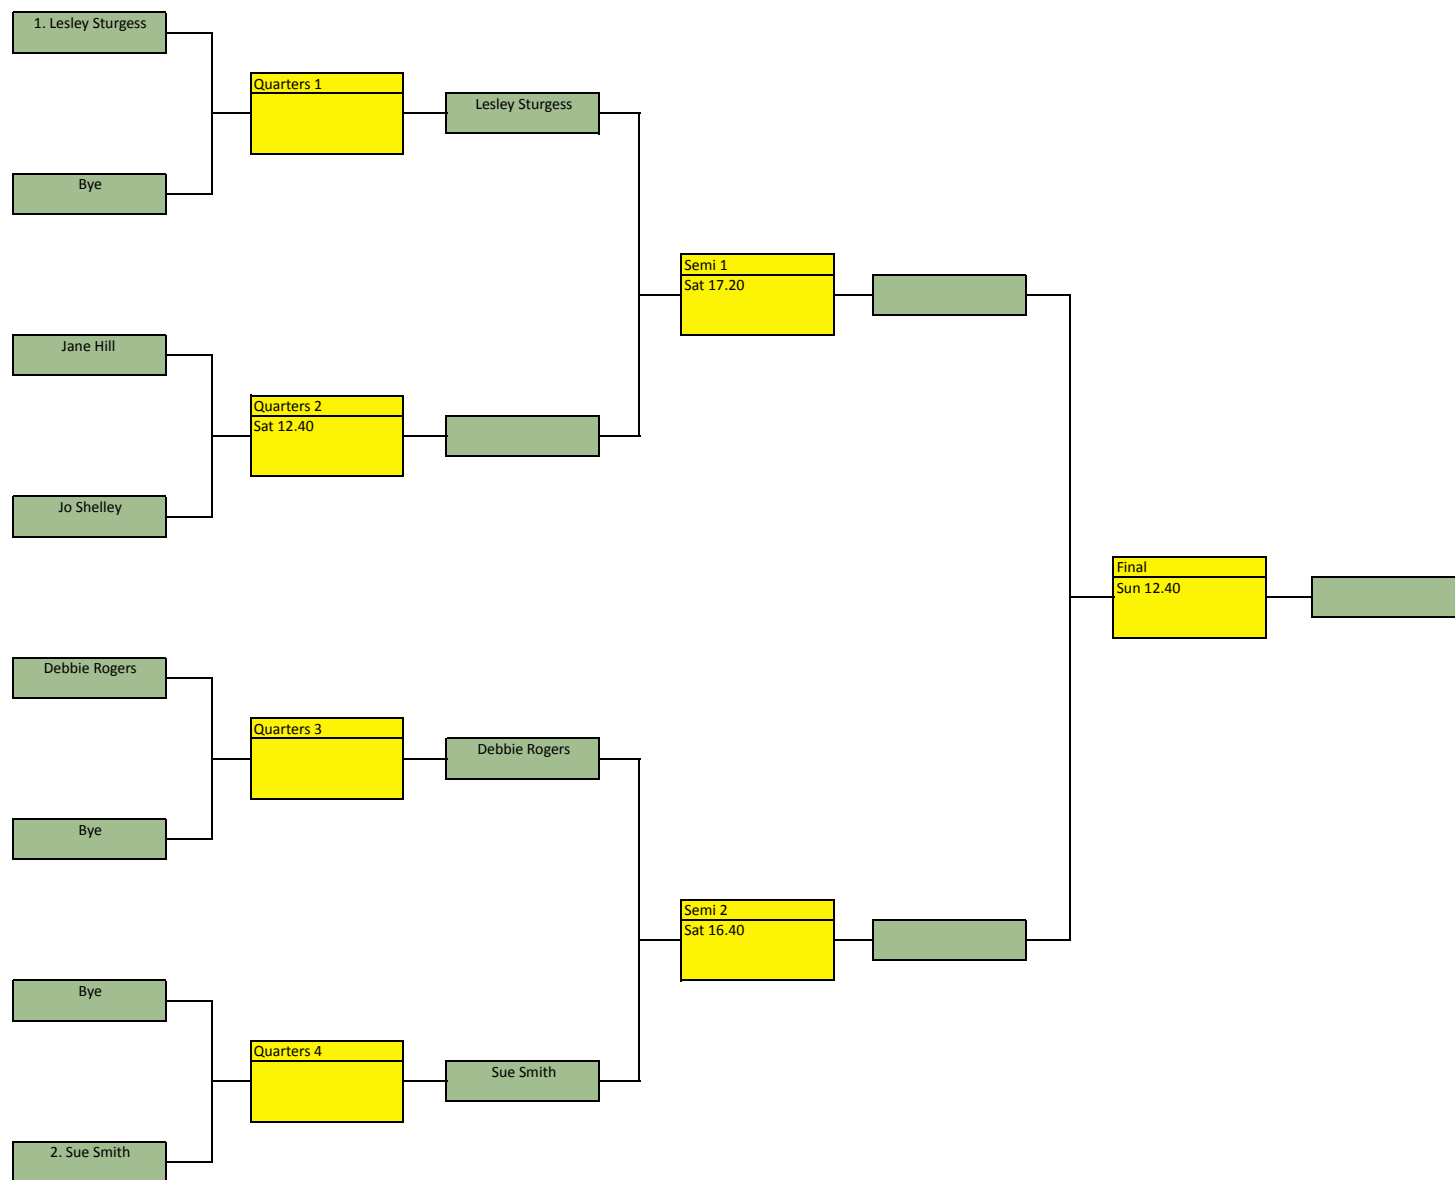 1. Lesley Sturgess
Quarters 1
Lesley Sturgess
Bye
Semi 1
Sat 17.20
Jane Hill
Quarters 2
Sat 12.40
Jo Shelley
Final
Sun 12.40
Debbie Rogers
Quarters 3
Debbie Rogers
Bye
Semi 2
Sat 16.40
Bye
Quarters 4
Sue Smith
2. Sue Smith